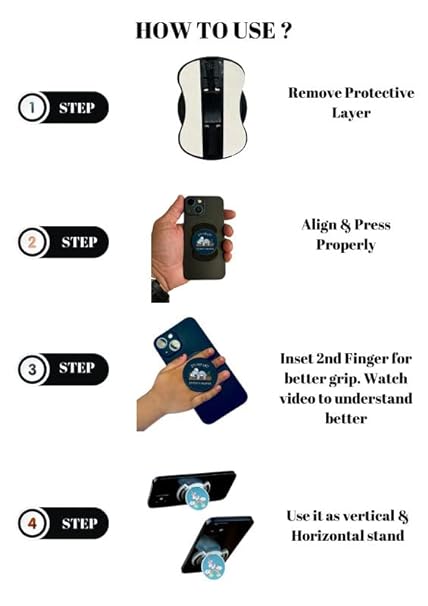 HOW TO USE ?
1 STEP
Remove Protective
Layer
2 STEP
Align & Press
Properly
3 STEP
Inset 2nd Finger for
better grip. Watch
video to understand
better
4 STEP
Use it as vertical &
Horizontal stand